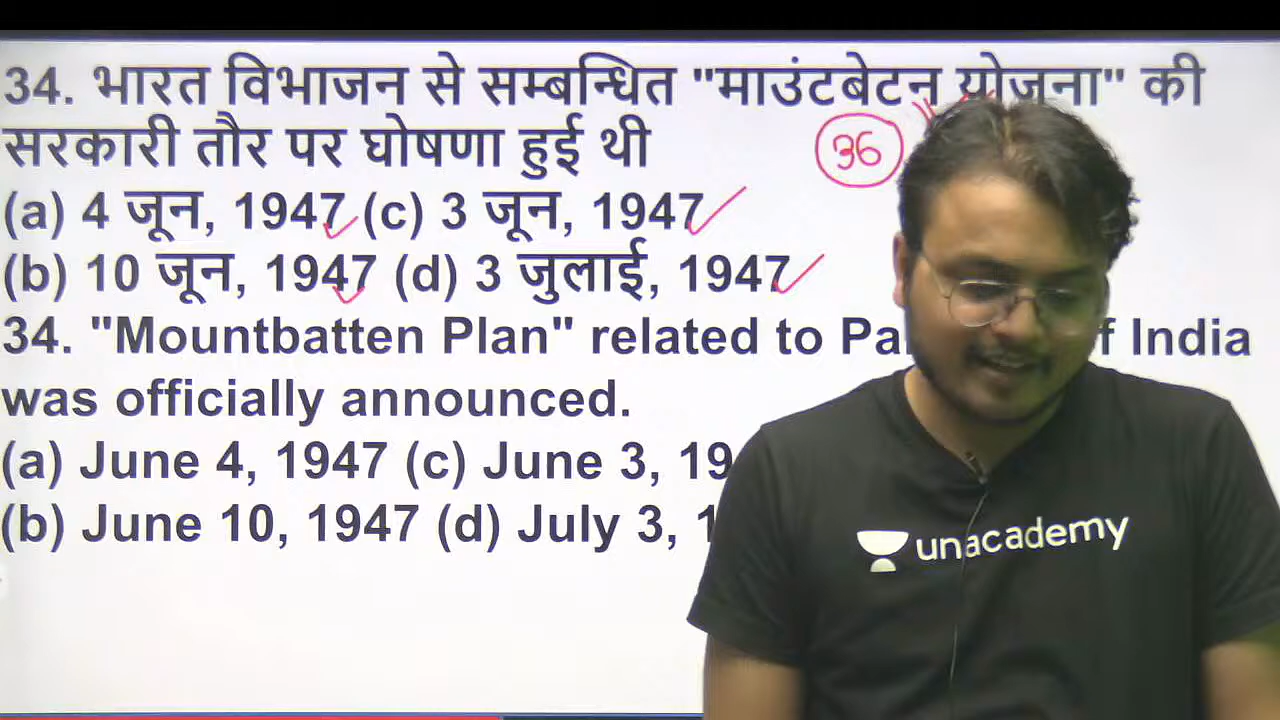 34. भारत विभाजन से सम्बन्धित "माउंटबेटन योजना" की
सरकारी तौर पर घोषणा हुई थी
36
(a) 4 जून, 1947 (c) 3 जून, 1947
(b) 10 जून, 1947 (d) 3 जुलाई, 1947
34. "Mountbatten Plan" related to Pa f India
was officially announced.
(a) June 4, 1947 (c) June 3, 19
(b) June 10, 1947 (d) July 3, 1
unacademy